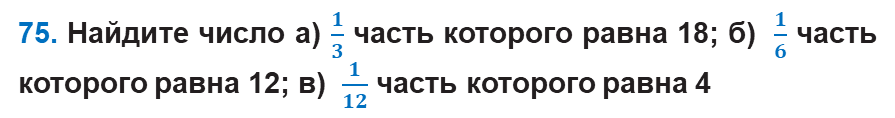 75. Найдите число а) 1/3 часть которого равна 18; б) 1/6 часть
которого равна 12; в) 1/12 часть которого равна 4